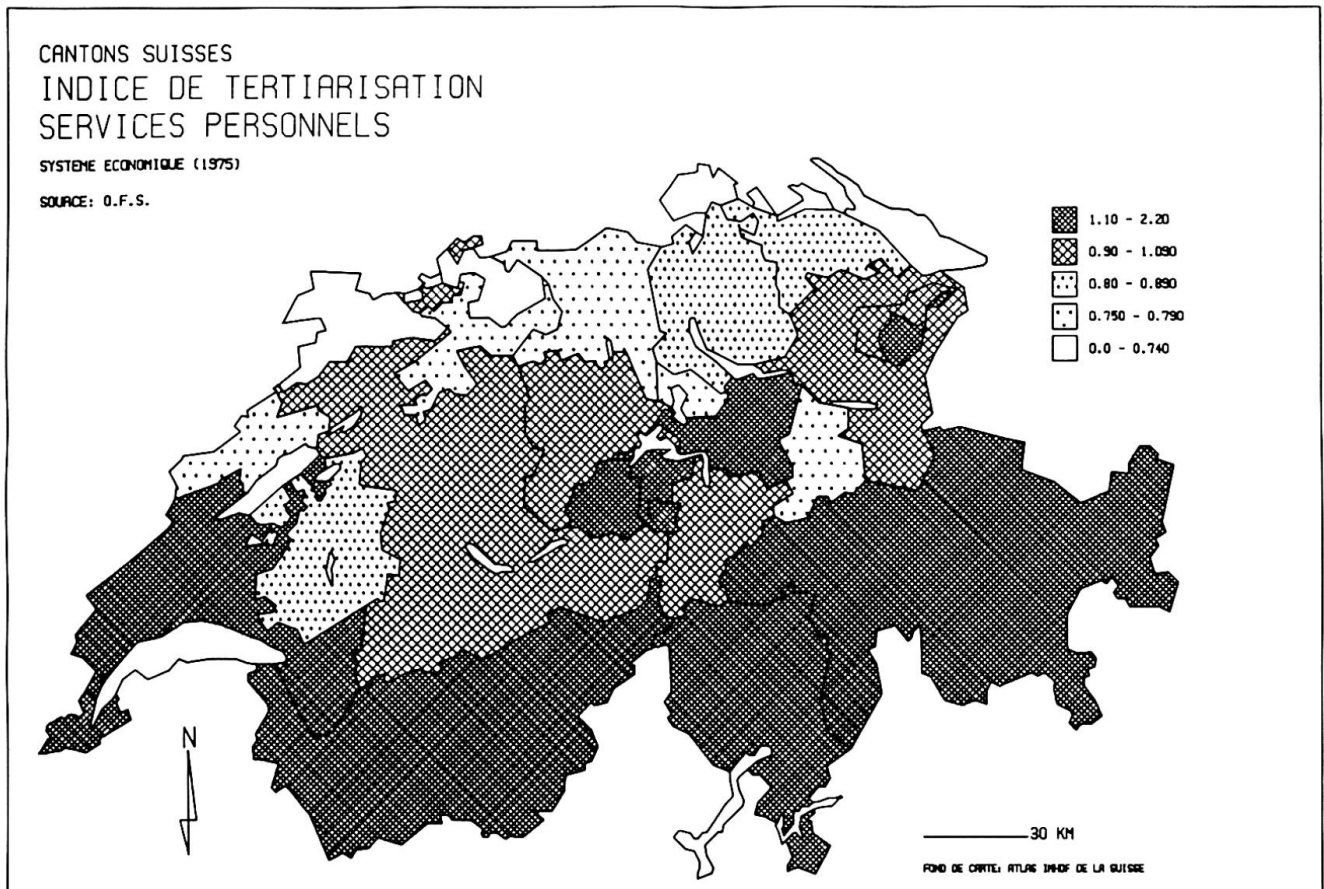 CANTONS SUISSES
INDICE DE TERTIARISATION
SERVICES PERSONNELS
SYSTEME ECONOMIQUE (1975)
SOURCE: O.F.S.
1.10 - 2.20
0.90 - 1.090
0.80 - 0.890
0.750 - 0.790
0.0 - 0.740
N
30 KM
FOND DE CARTE: ATLAS IMHOF DE LA SUISSE